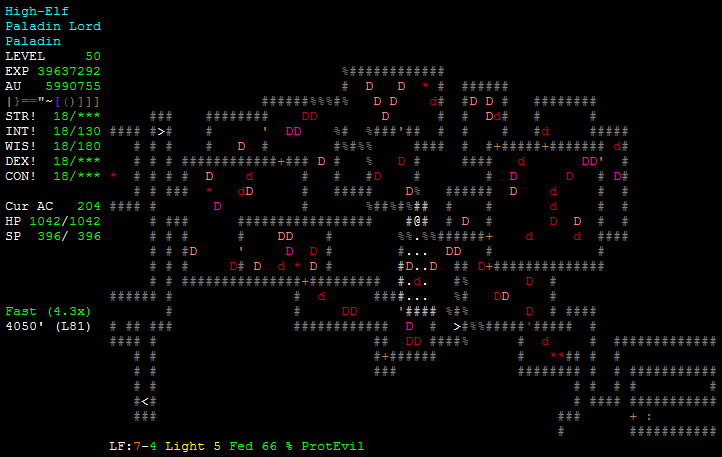 High-Elf
Paladin Lord
Paladin
LEVEL 50
EXP 39637292
AU 5990755
|}=="~[()]]]
STR! 18/***
INT! 18/130
WIS! 18/180
DEX! 18/***
CON! 18/***
Cur AC 204
HP 1042/1042
SP 396/ 396
Fast (4.3x)
4050' (L81)
LF:7-4 Light 5 Fed 66 % ProtEvil